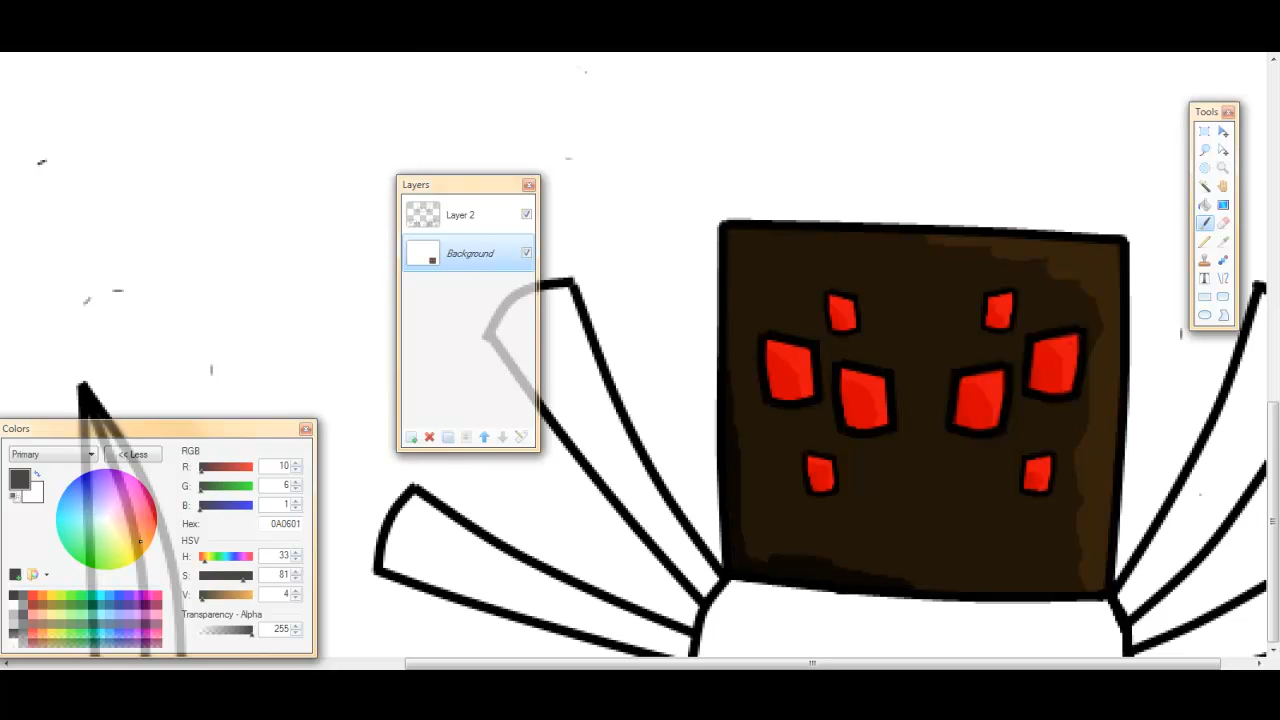 Tools
Layers
Layer 2
Background
Colors
Primary
<< Less
RGB
R: 10
G: 6
B: 1
Hex: 0A0601
HSV
H: 33
S: 81
V: 4
Transparency - Alpha
255